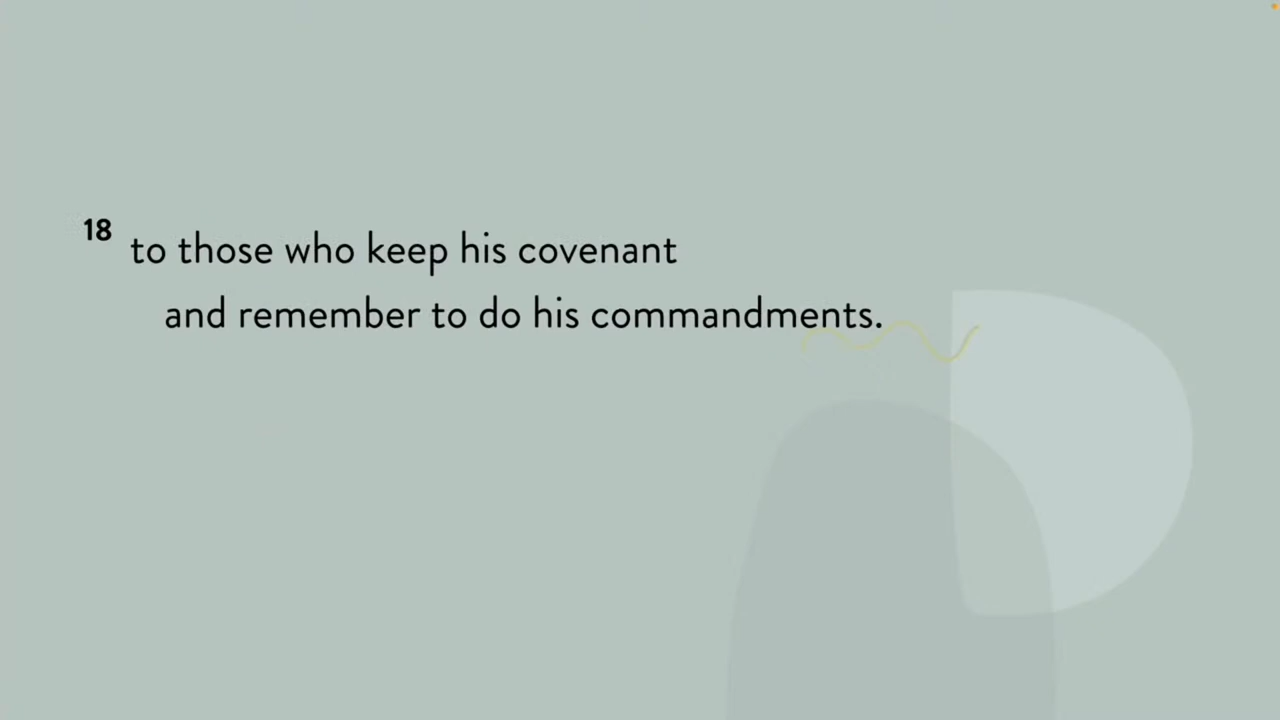 18 to those who keep his covenant
and remember to do his commandments.